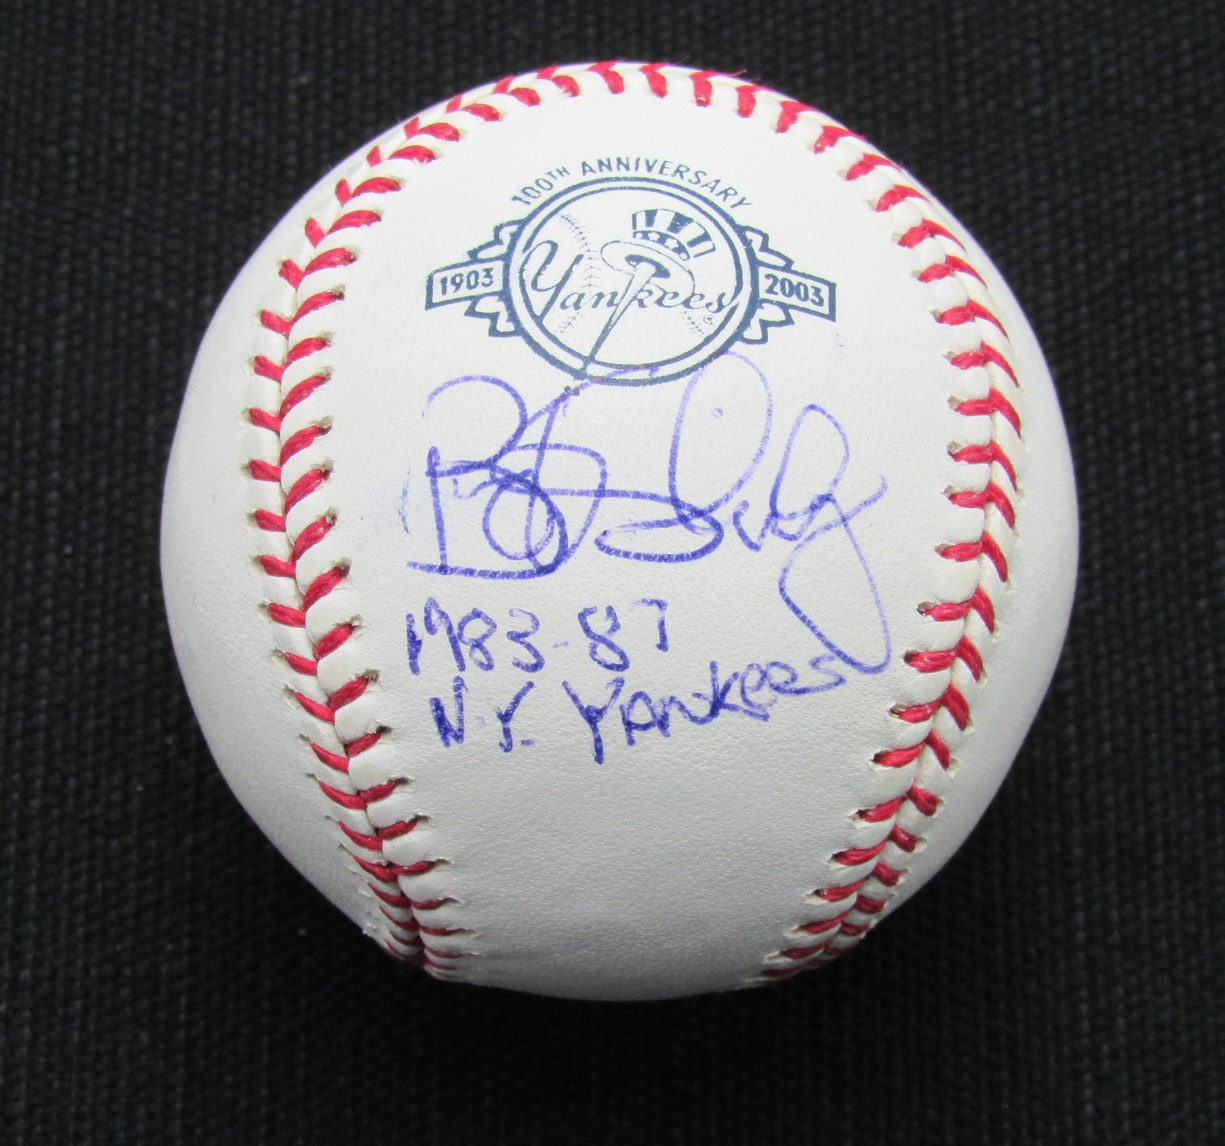 100TH ANNIVERSARY
1903 Yankees 2003
1983-87
N.Y. Yankees